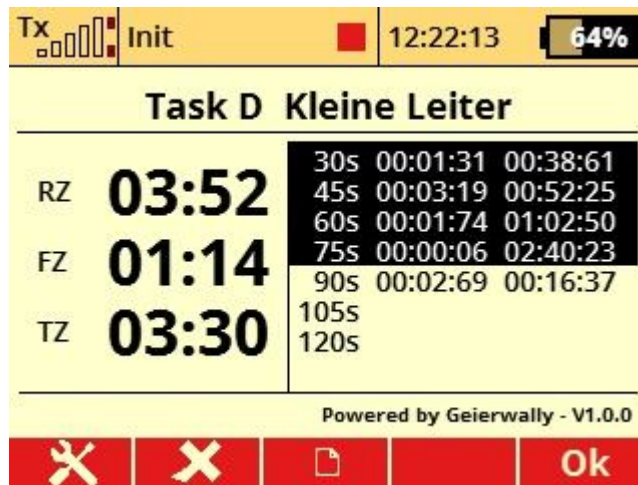 Tx Init 12:22:13 64%
Task D Kleine Leiter
RZ 03:52
FZ 01:14
TZ 03:30
30s 00:01:31 00:38:61
45s 00:03:19 00:52:25
60s 00:01:74 01:02:50
75s 00:00:06 02:40:23
90s 00:02:69 00:16:37
105s
120s
Powered by Geierwally - V1.0.0
Ok